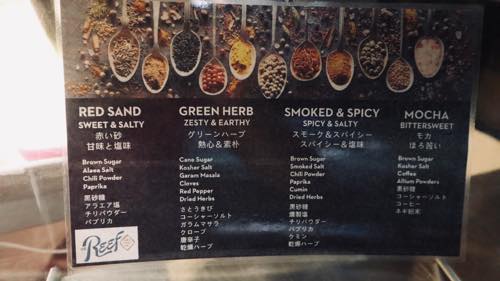 RED SAND
SWEET & SALTY
赤い砂
甘味と塩味
Brown Sugar
Alaea Salt
Chili Powder
Paprika
黒砂糖
アラエア塩
チリパウダー
パプリカ
GREEN HERB
ZESTY & EARTHY
グリーンハーブ
熱心＆素朴
Cane Sugar
Kosher Salt
Garam Masala
Cloves
Red Pepper
Dried Herbs
さとうきび
コーシャーソルト
ガラムマサラ
クローブ
唐辛子
乾燥ハーブ
SMOKED & SPICY
SPICY & SALTY
スモーク＆スパイシー
スパイシー＆塩味
Brown Sugar
Smoked Salt
Chili Powder
Paprika
Cumin
Dried Herbs
黒砂糖
燻製塩
チリパウダー
パプリカ
クミン
乾燥ハーブ
MOCHA
BITTERSWEET
モカ
ほろ苦い
Brown Sugar
Kosher Salt
Coffee
Allium Powders
黒砂糖
コーシャーソルト
コーヒー
ネギ粉末
REEF